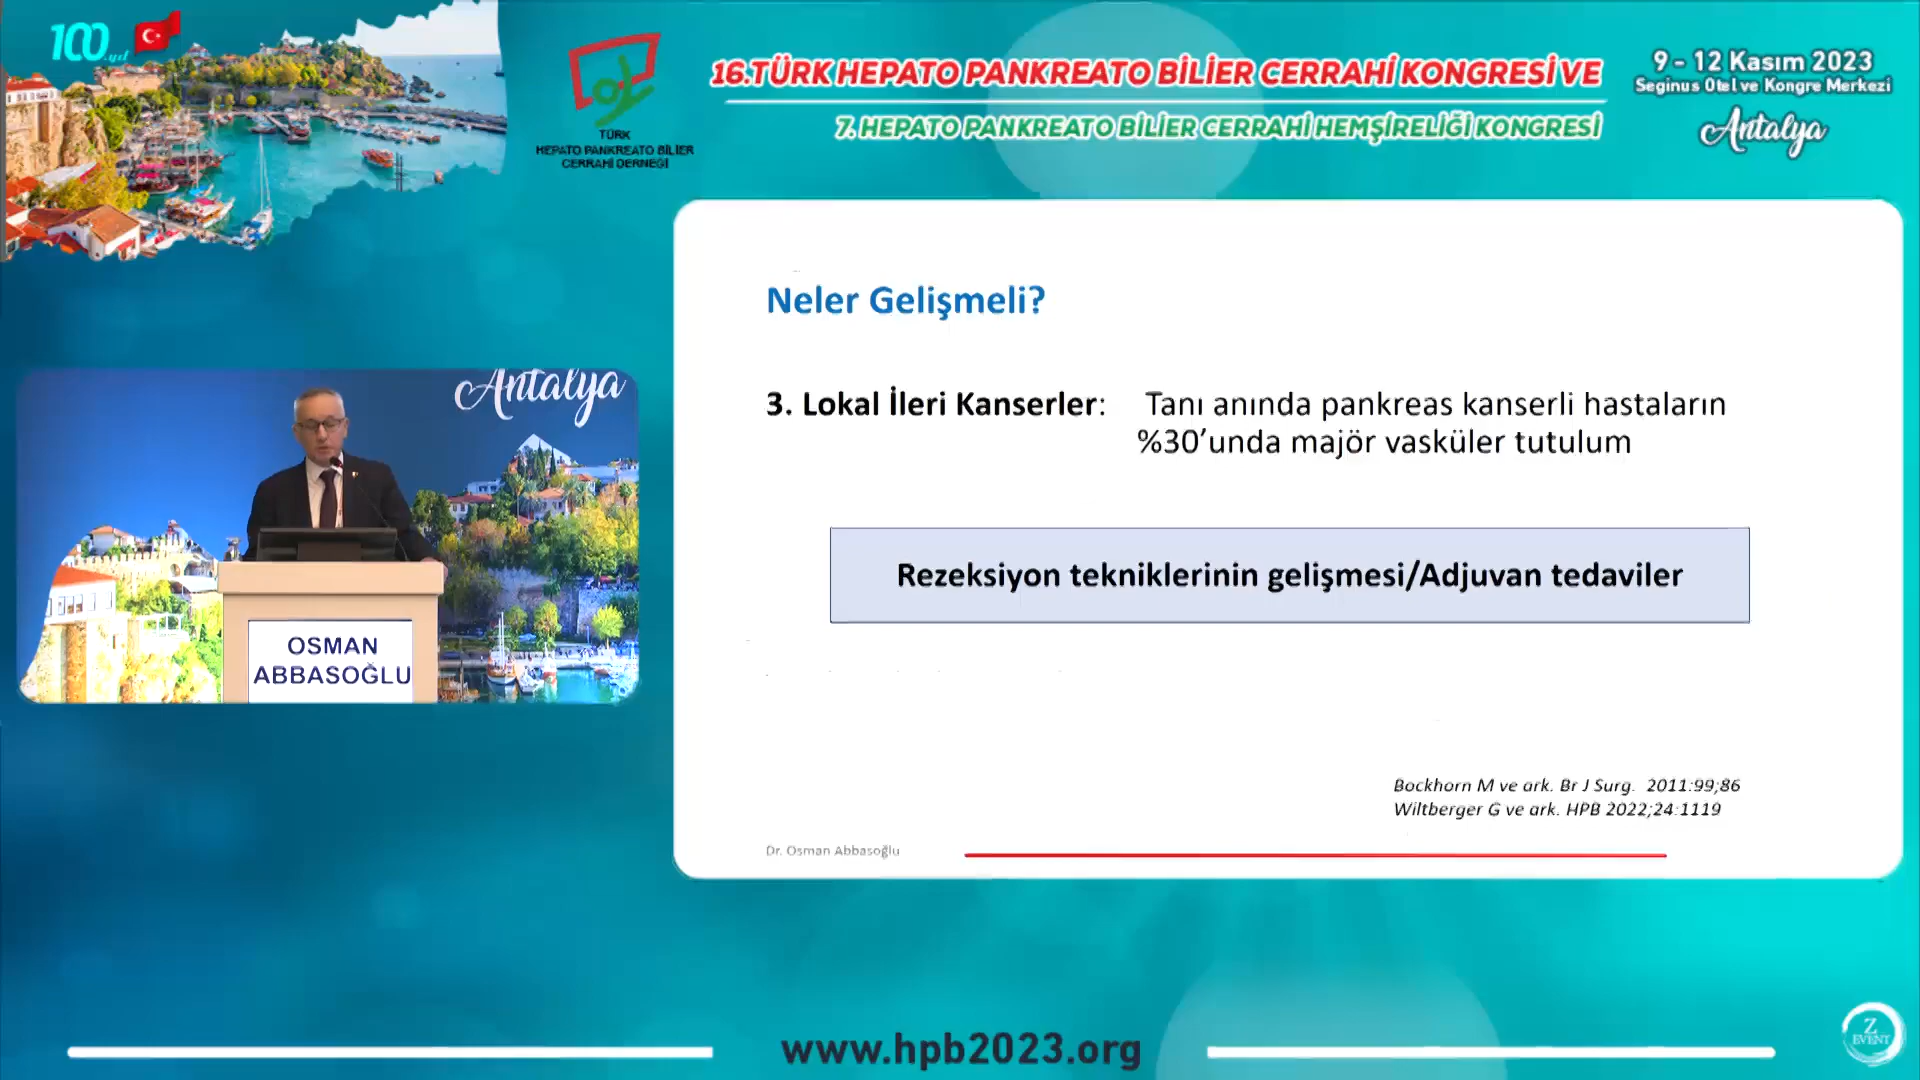 100.yıl
TÜRK
HEPATO PANKREATO BİLİER
CERRAHİ DERNEĞİ
16.TÜRK HEPATO PANKREATO BİLİER CERRAHİ KONGRESİ VE
7. HEPATO PANKREATO BİLİER CERRAHİ HEMŞİRELİĞİ KONGRESİ
9 - 12 Kasım 2023
Seginus Otel ve Kongre Merkezi
Antalya
Antalya
OSMAN
ABBASOĞLU
Neler Gelişmeli?
3. Lokal İleri Kanserler: Tanı anında pankreas kanserli hastaların
%30’unda majör vasküler tutulum
Rezeksiyon tekniklerinin gelişmesi/Adjuvan tedaviler
Bockhorn M ve ark. Br J Surg. 2011:99;86
Wiltberger G ve ark. HPB 2022;24:1119
Dr. Osman Abbasoğlu
www.hpb2023.org
Z
EVENT